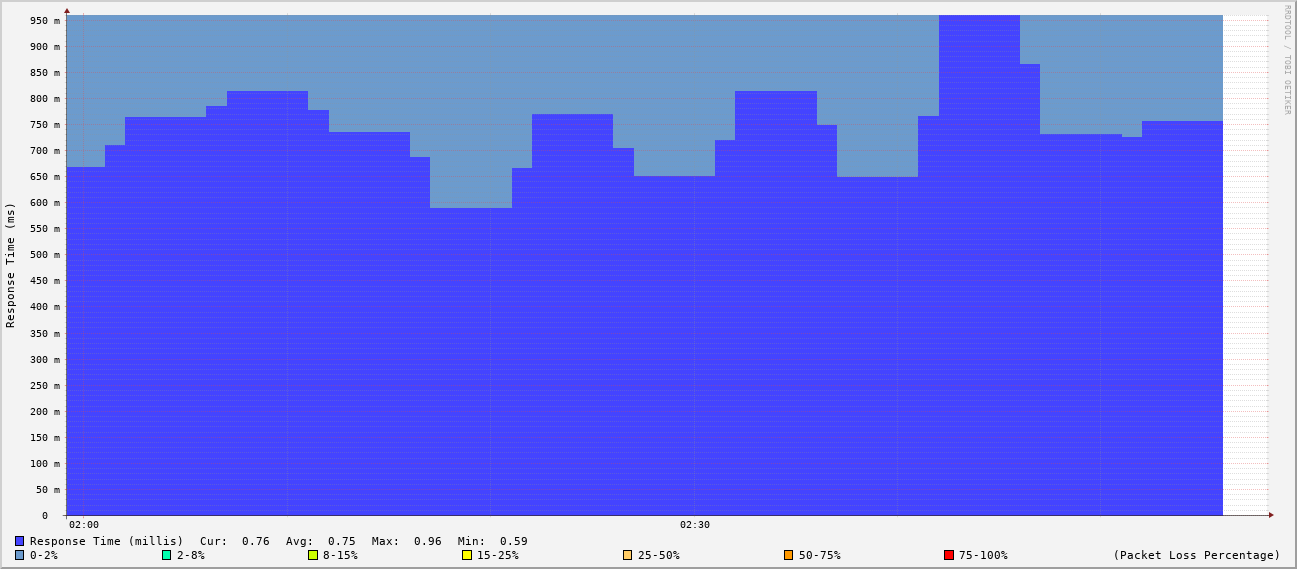 RRDTOOL / TOBI OETIKER
Response Time (ms)
950 m
900 m
850 m
800 m
750 m
700 m
650 m
600 m
550 m
500 m
450 m
400 m
350 m
300 m
250 m
200 m
150 m
100 m
50 m
0
02:00 02:30
Response Time (millis) Cur: 0.76 Avg: 0.75 Max: 0.96 Min: 0.59
0-2% 2-8% 8-15% 15-25% 25-50% 50-75% 75-100% (Packet Loss Percentage)